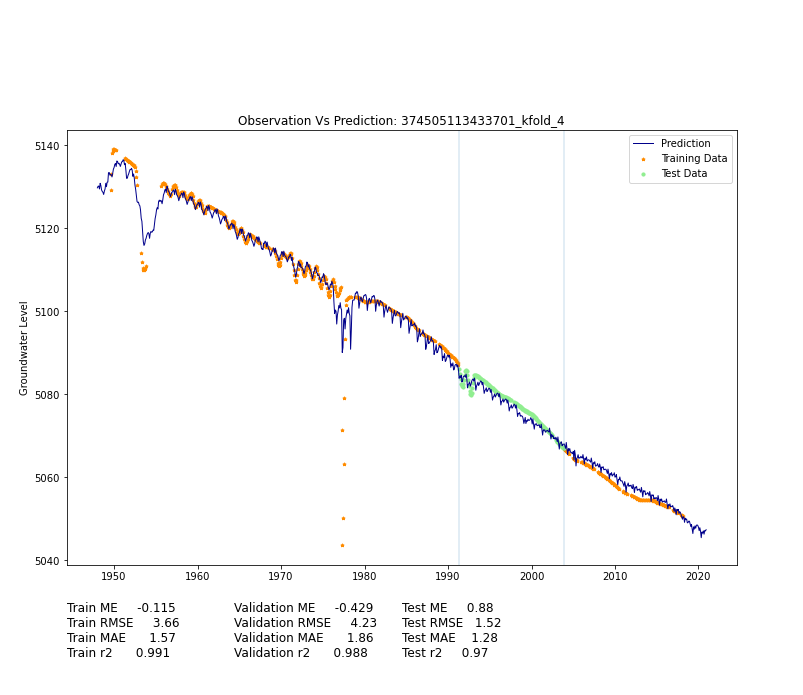 Observation Vs Prediction: 374505113433701_kfold_4
Prediction
Training Data
Test Data
Groundwater Level
5140
5120
5100
5080
5060
5040
1950 1960 1970 1980 1990 2000 2010 2020
Train ME -0.115 Validation ME -0.429 Test ME 0.88
Train RMSE 3.66 Validation RMSE 4.23 Test RMSE 1.52
Train MAE 1.57 Validation MAE 1.86 Test MAE 1.28
Train r2 0.991 Validation r2 0.988 Test r2 0.97